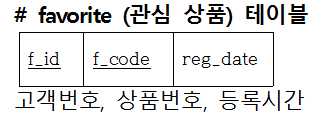 # favorite (관심 상품) 테이블
f_id f_code reg_date
고객번호, 상품번호, 등록시간